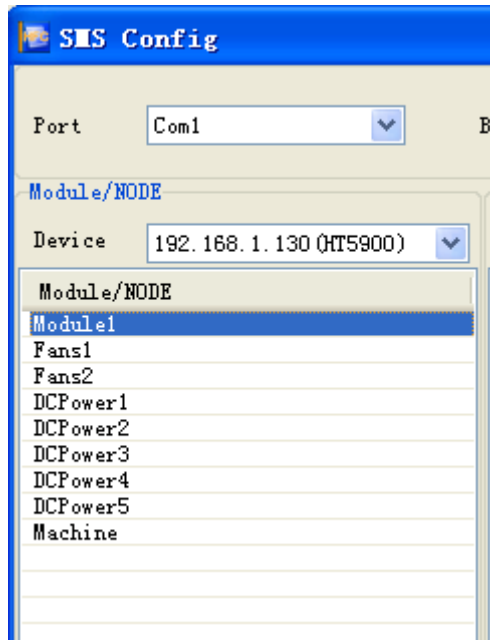 SMS Config
Port Com1 B
Module/NODE
Device 192.168.1.130(HT5900)
Module/NODE
Module1
Fans1
Fans2
DCPower1
DCPower2
DCPower3
DCPower4
DCPower5
Machine